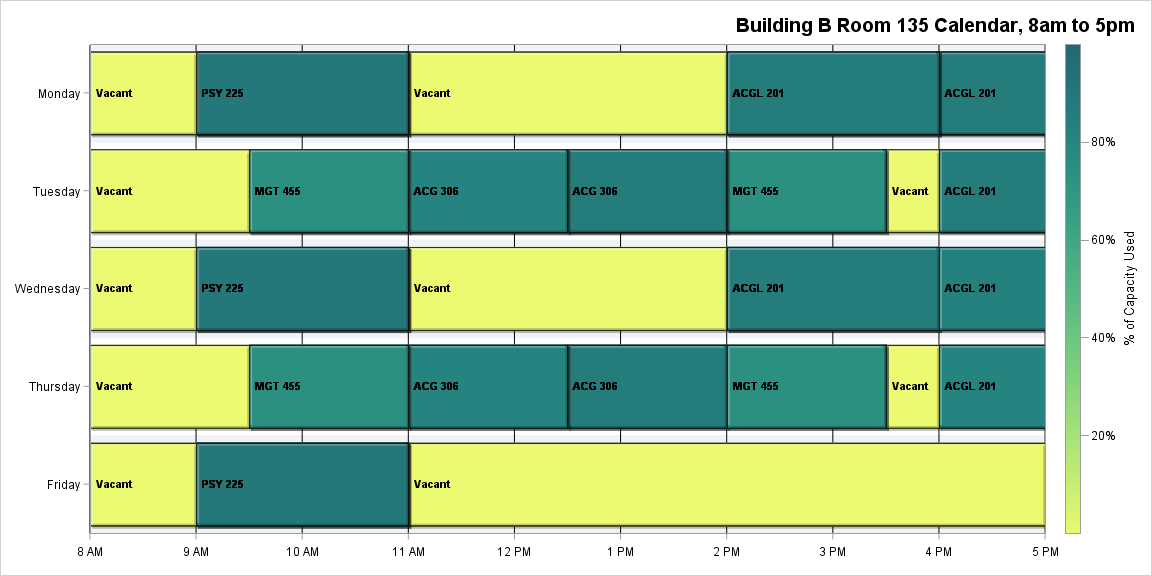 Building B Room 135 Calendar, 8am to 5pm
Monday
Vacant
PSY 225
Vacant
ACGL 201
ACGL 201
Tuesday
Vacant
MGT 455
ACG 306
ACG 306
MGT 455
Vacant
ACGL 201
Wednesday
Vacant
PSY 225
Vacant
ACGL 201
ACGL 201
Thursday
Vacant
MGT 455
ACG 306
ACG 306
MGT 455
Vacant
ACGL 201
Friday
Vacant
PSY 225
Vacant
8 AM
9 AM
10 AM
11 AM
12 PM
1 PM
2 PM
3 PM
4 PM
5 PM
80%
60%
40%
20%
% of Capacity Used